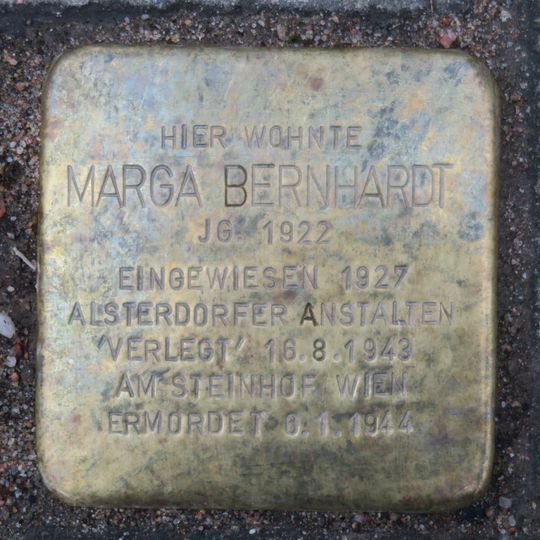 HIER WOHNTE
MARGA BERNHARDT
JG. 1922
EINGEWIESEN 1927
ALSTERDORFER ANSTALTEN
'VERLEGT' 16.8.1943
AM STEINHOF WIEN
ERMORDET 6.1.1944